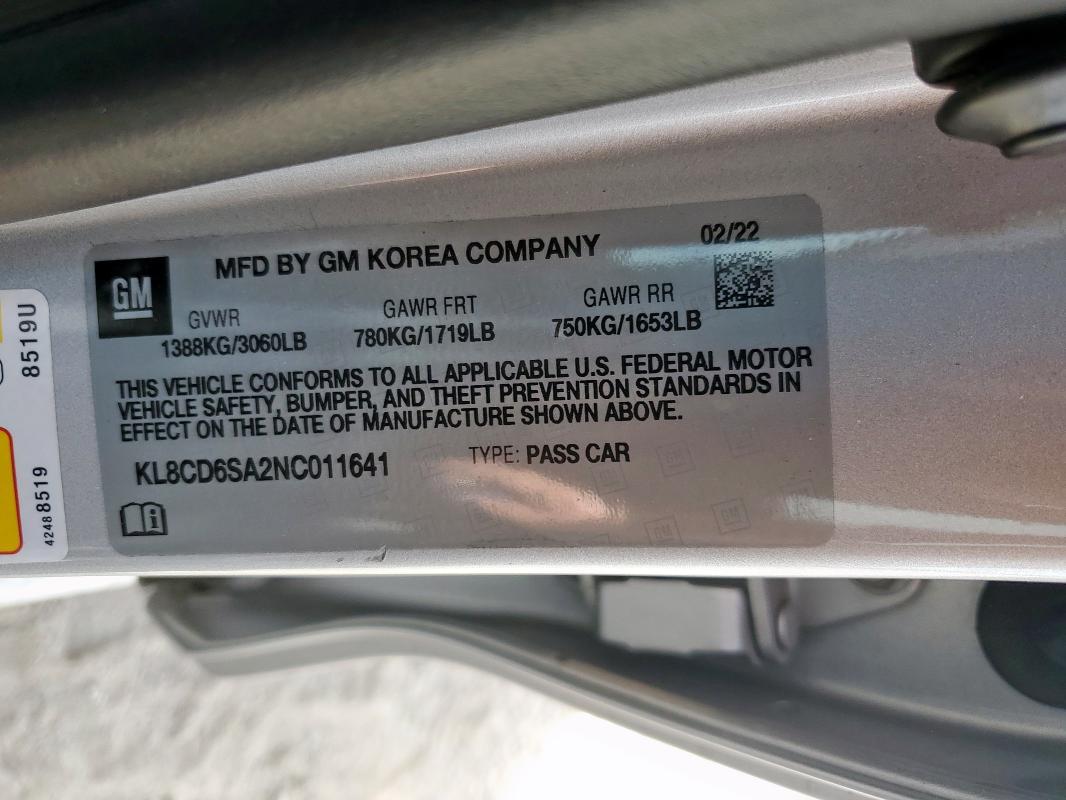 MFD BY GM KOREA COMPANY
02/22
GM
GVWR
GAWR FRT
GAWR RR
1388KG/3060LB
780KG/1719LB
750KG/1653LB
THIS VEHICLE CONFORMS TO ALL APPLICABLE U.S. FEDERAL MOTOR
VEHICLE SAFETY, BUMPER, AND THEFT PREVENTION STANDARDS IN
EFFECT ON THE DATE OF MANUFACTURE SHOWN ABOVE.
KL8CD6SA2NC011641
TYPE: PASS CAR
8519U
42488519